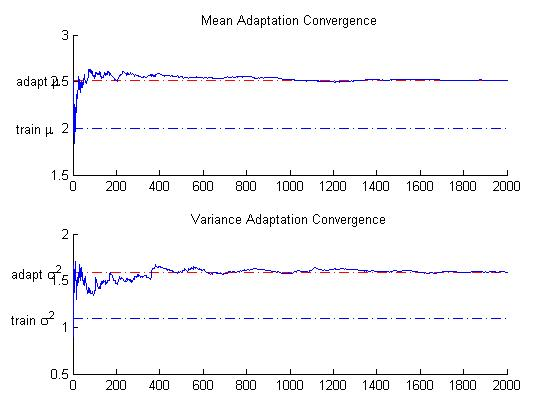 Mean Adaptation Convergence
3
adapt μ 2.5
train μ 2
1.5
0 200 400 600 800 1000 1200 1400 1600 1800 2000
Variance Adaptation Convergence
2
adapt σ²
1.5
train σ² 1
0.5
0 200 400 600 800 1000 1200 1400 1600 1800 2000